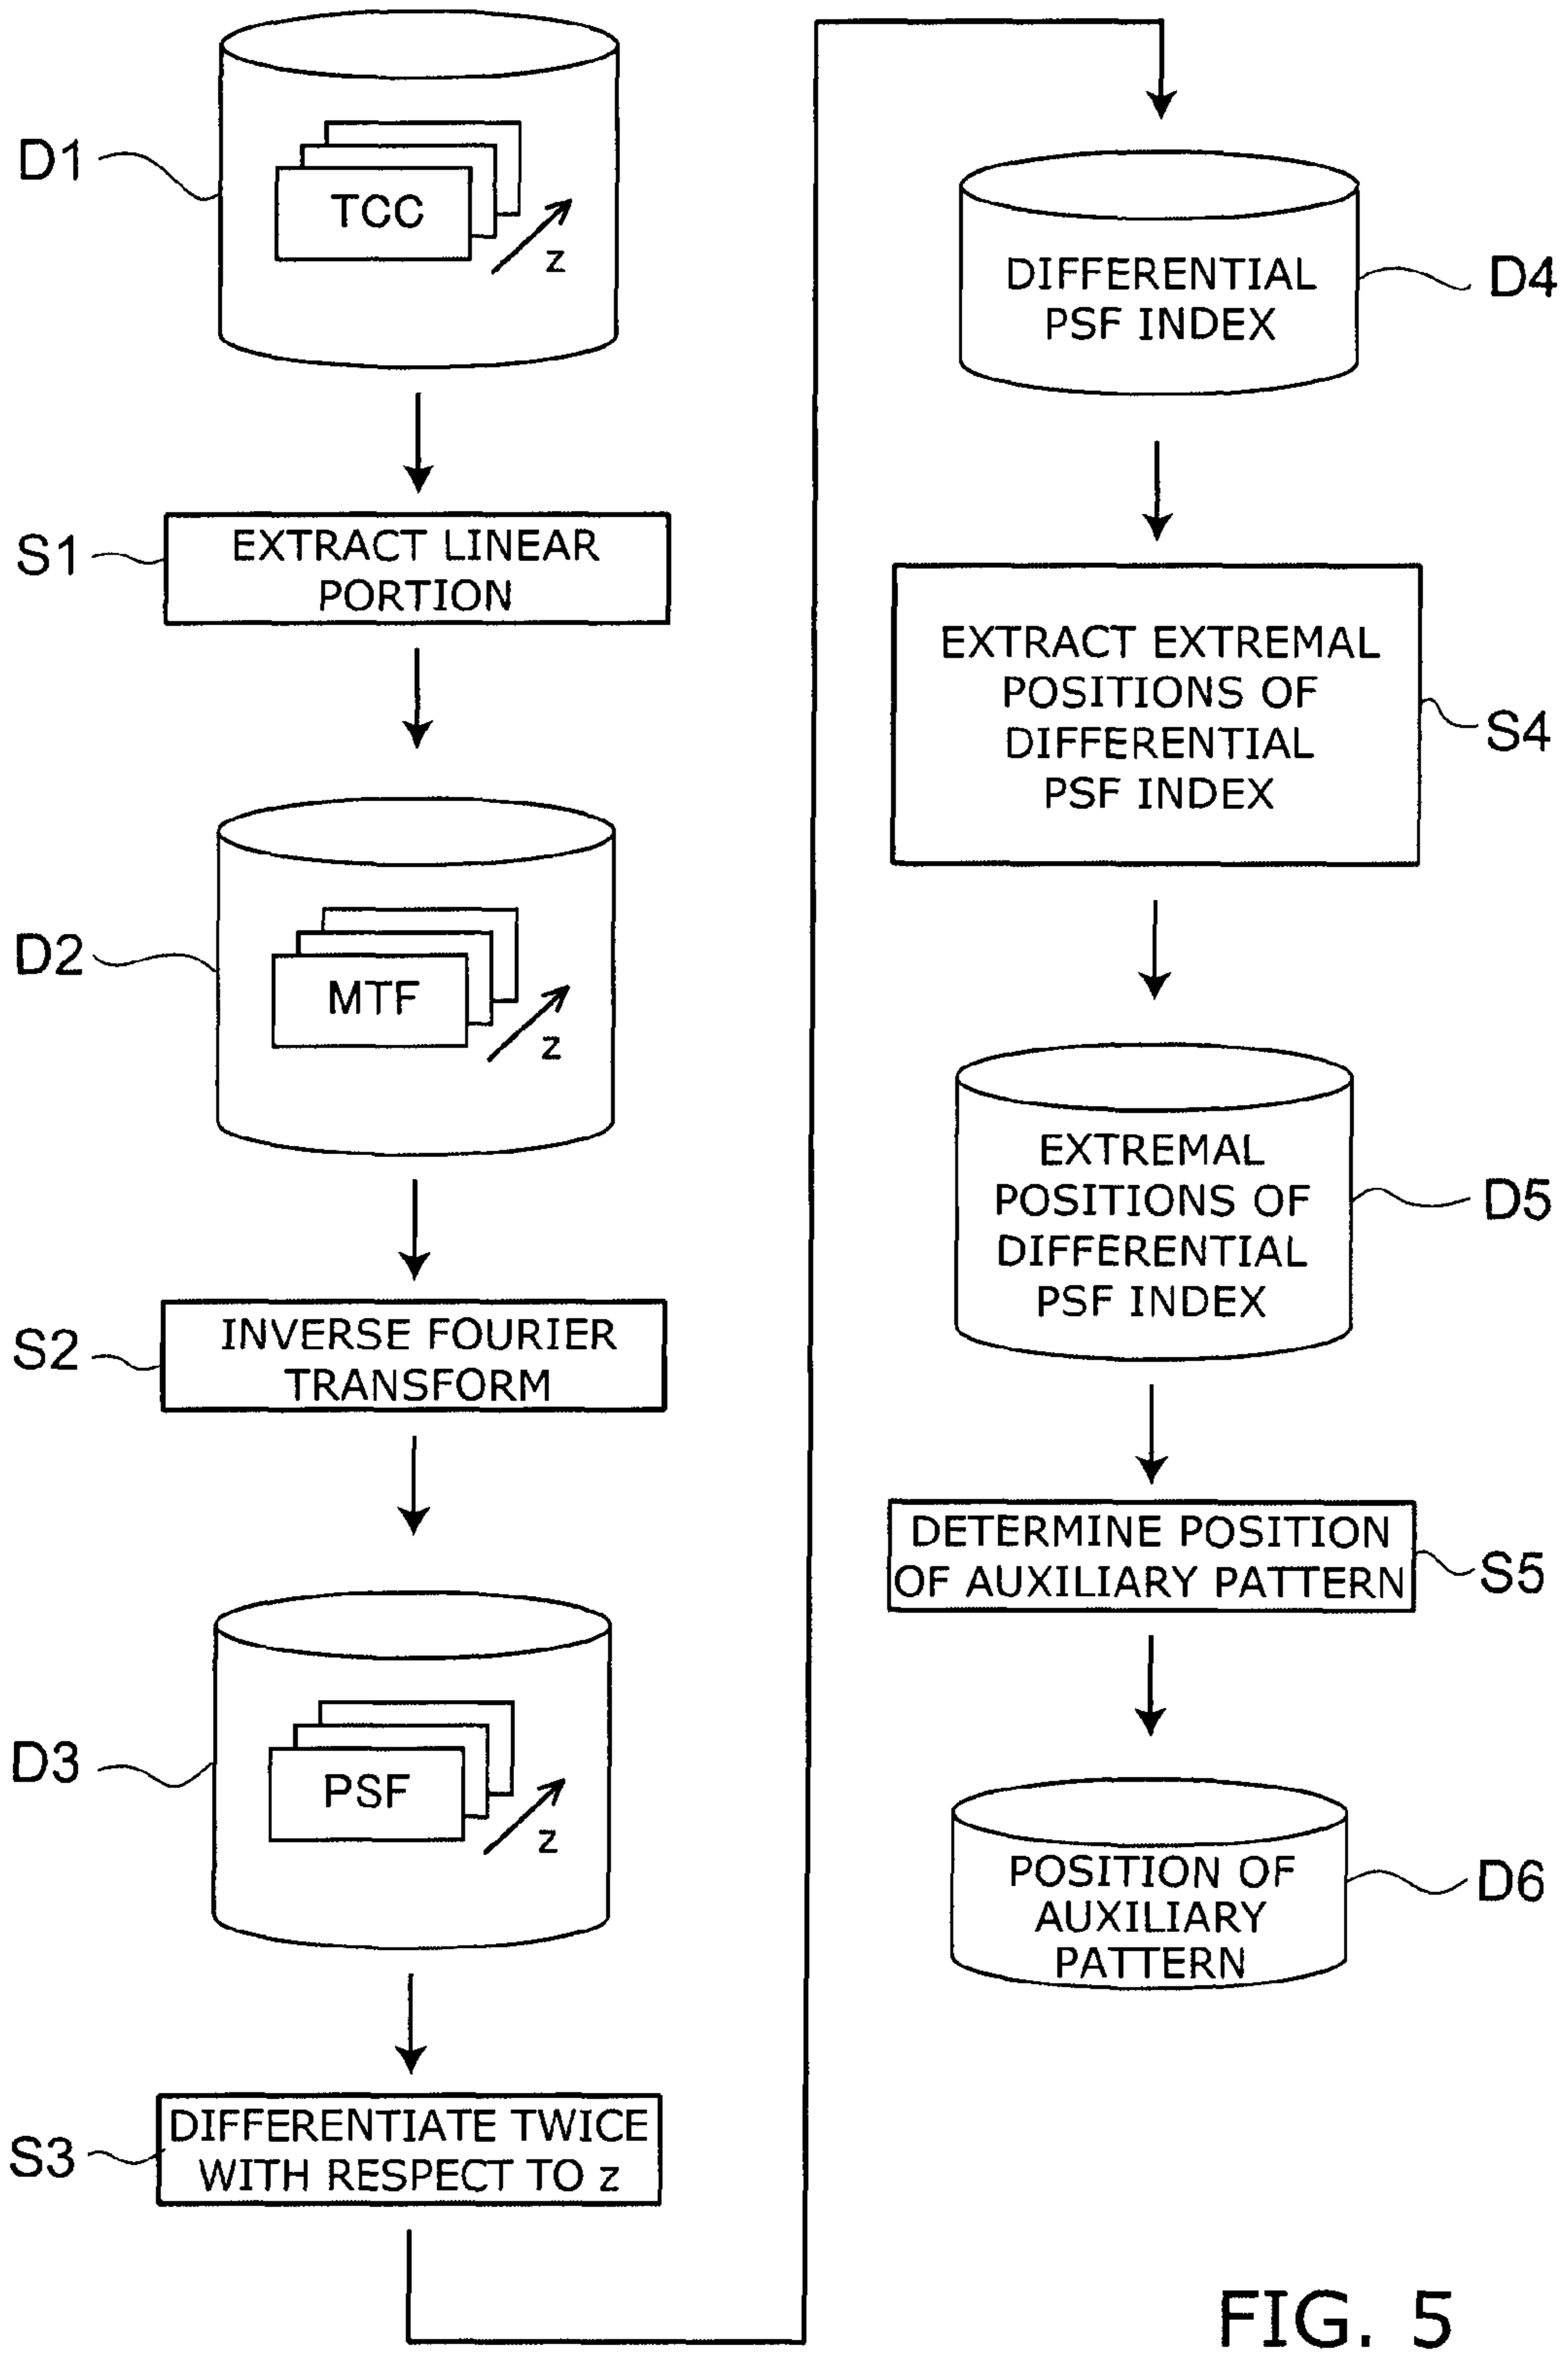 D1
TCC
z
S1
EXTRACT LINEAR
PORTION
D2
MTF
z
S2
INVERSE FOURIER
TRANSFORM
D3
PSF
z
S3
DIFFERENTIATE TWICE
WITH RESPECT TO z
DIFFERENTIAL
PSF INDEX
D4
EXTRACT EXTREMAL
POSITIONS OF
DIFFERENTIAL
PSF INDEX
S4
EXTREMAL
POSITIONS OF
DIFFERENTIAL
PSF INDEX
D5
DETERMINE POSITION
OF AUXILIARY PATTERN
S5
POSITION OF
AUXILIARY
PATTERN
D6
FIG. 5